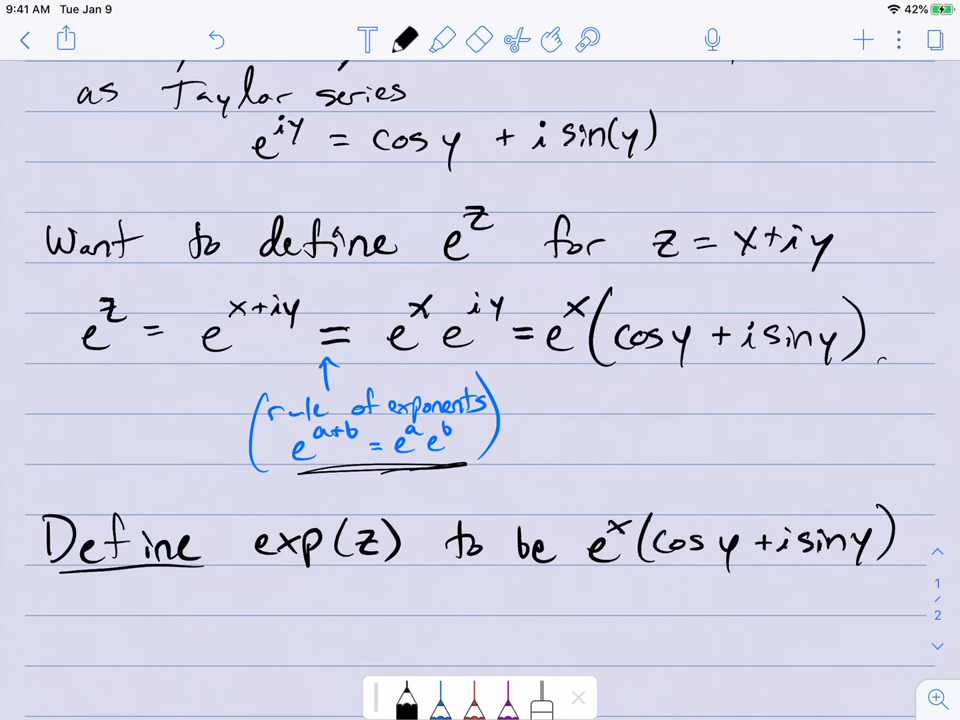 9:41 AM Tue Jan 9
42%
T
as Taylor series
e^{iy} = cos y + i sin(y)
Want to define e^z for z = x+iy
e^z = e^{x+iy} = e^x e^{iy} = e^x(cos y + i sin y)
(rule of exponents
e^{a+b} = e^a e^b)
Define exp(z) to be e^x(cos y + i sin y)
1
/
2